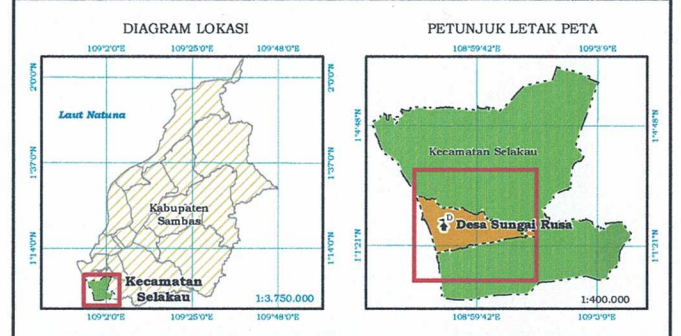 DIAGRAM LOKASI
109°2'0"E 109°25'0"E 109°48'0"E
2°0'0"N
1°37'0"N
1°14'0"N
Laut Natuna
Kabupaten
Sambas
Kecamatan
Selakau
1:3.750.000
109°2'0"E 109°25'0"E 109°48'0"E
2°0'0"N
1°37'0"N
1°14'0"N
PETUNJUK LETAK PETA
108°59'42"E 109°3'9"E
1°4'48"N
1°1'21"N
Kecamatan Selakau
D
Desa Sungai Rusa
1:400.000
108°59'42"E 109°3'9"E
1°4'48"N
1°1'21"N